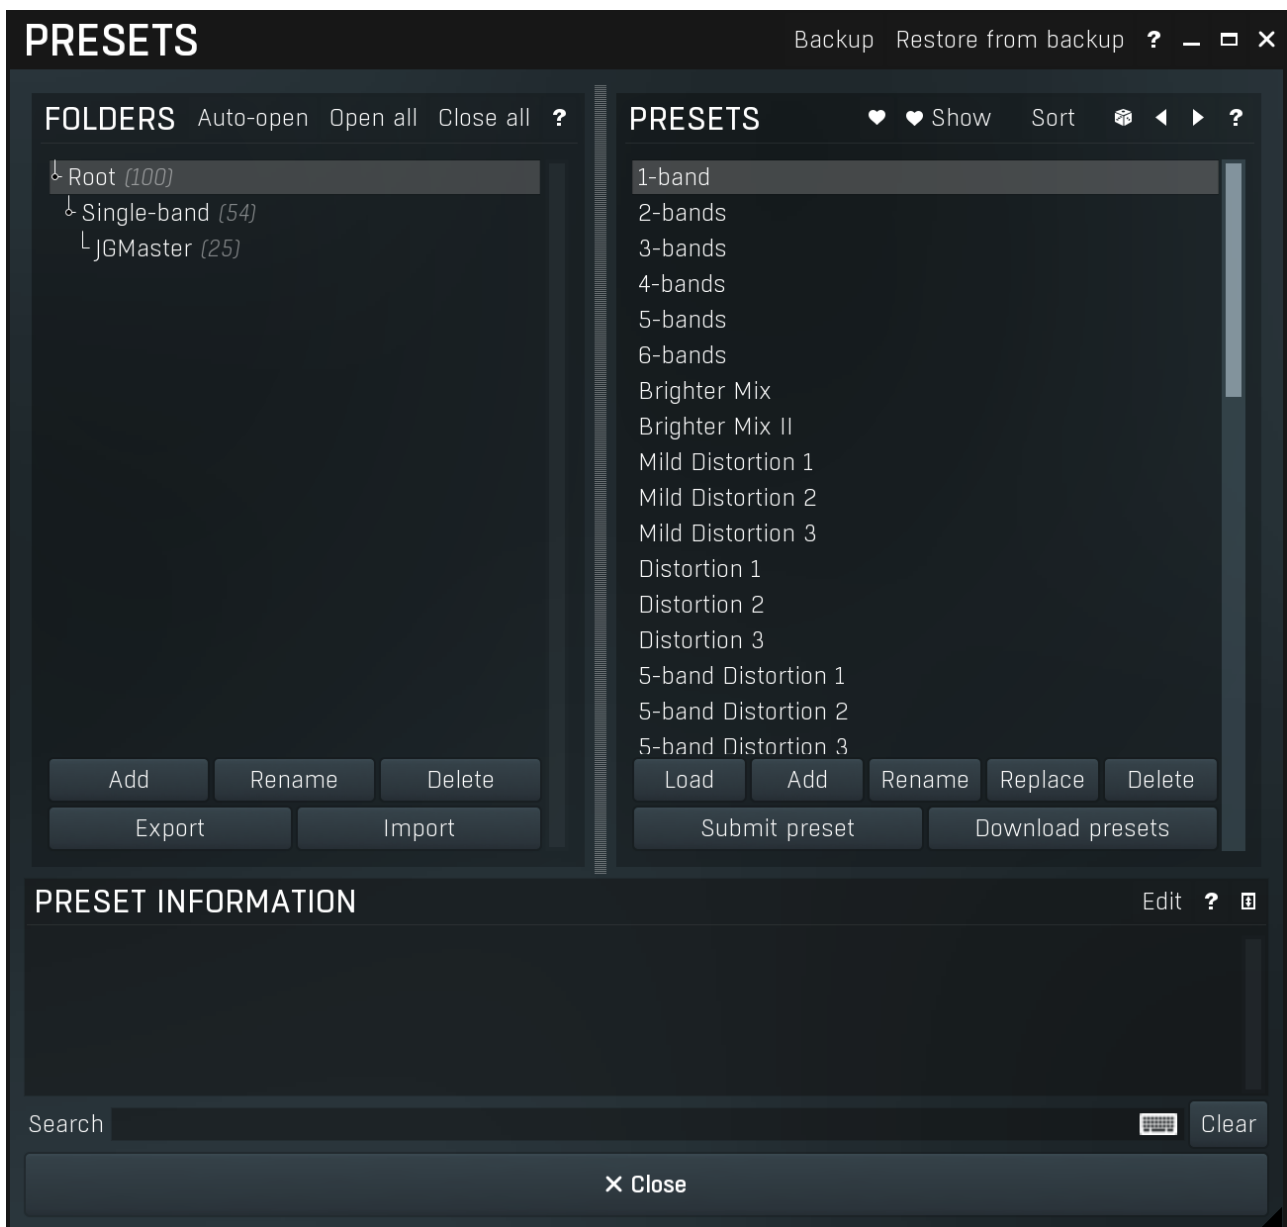 PRESETS Backup Restore from backup ?
FOLDERS Auto-open Open all Close all ?
Root (100)
Single-band (54)
JGMaster (25)
Add Rename Delete
Export Import
PRESETS Show Sort ?
1-band
2-bands
3-bands
4-bands
5-bands
6-bands
Brighter Mix
Brighter Mix II
Mild Distortion 1
Mild Distortion 2
Mild Distortion 3
Distortion 1
Distortion 2
Distortion 3
5-band Distortion 1
5-band Distortion 2
5-band Distortion 3
Load Add Rename Replace Delete
Submit preset Download presets
PRESET INFORMATION Edit ?
Search Clear
Close